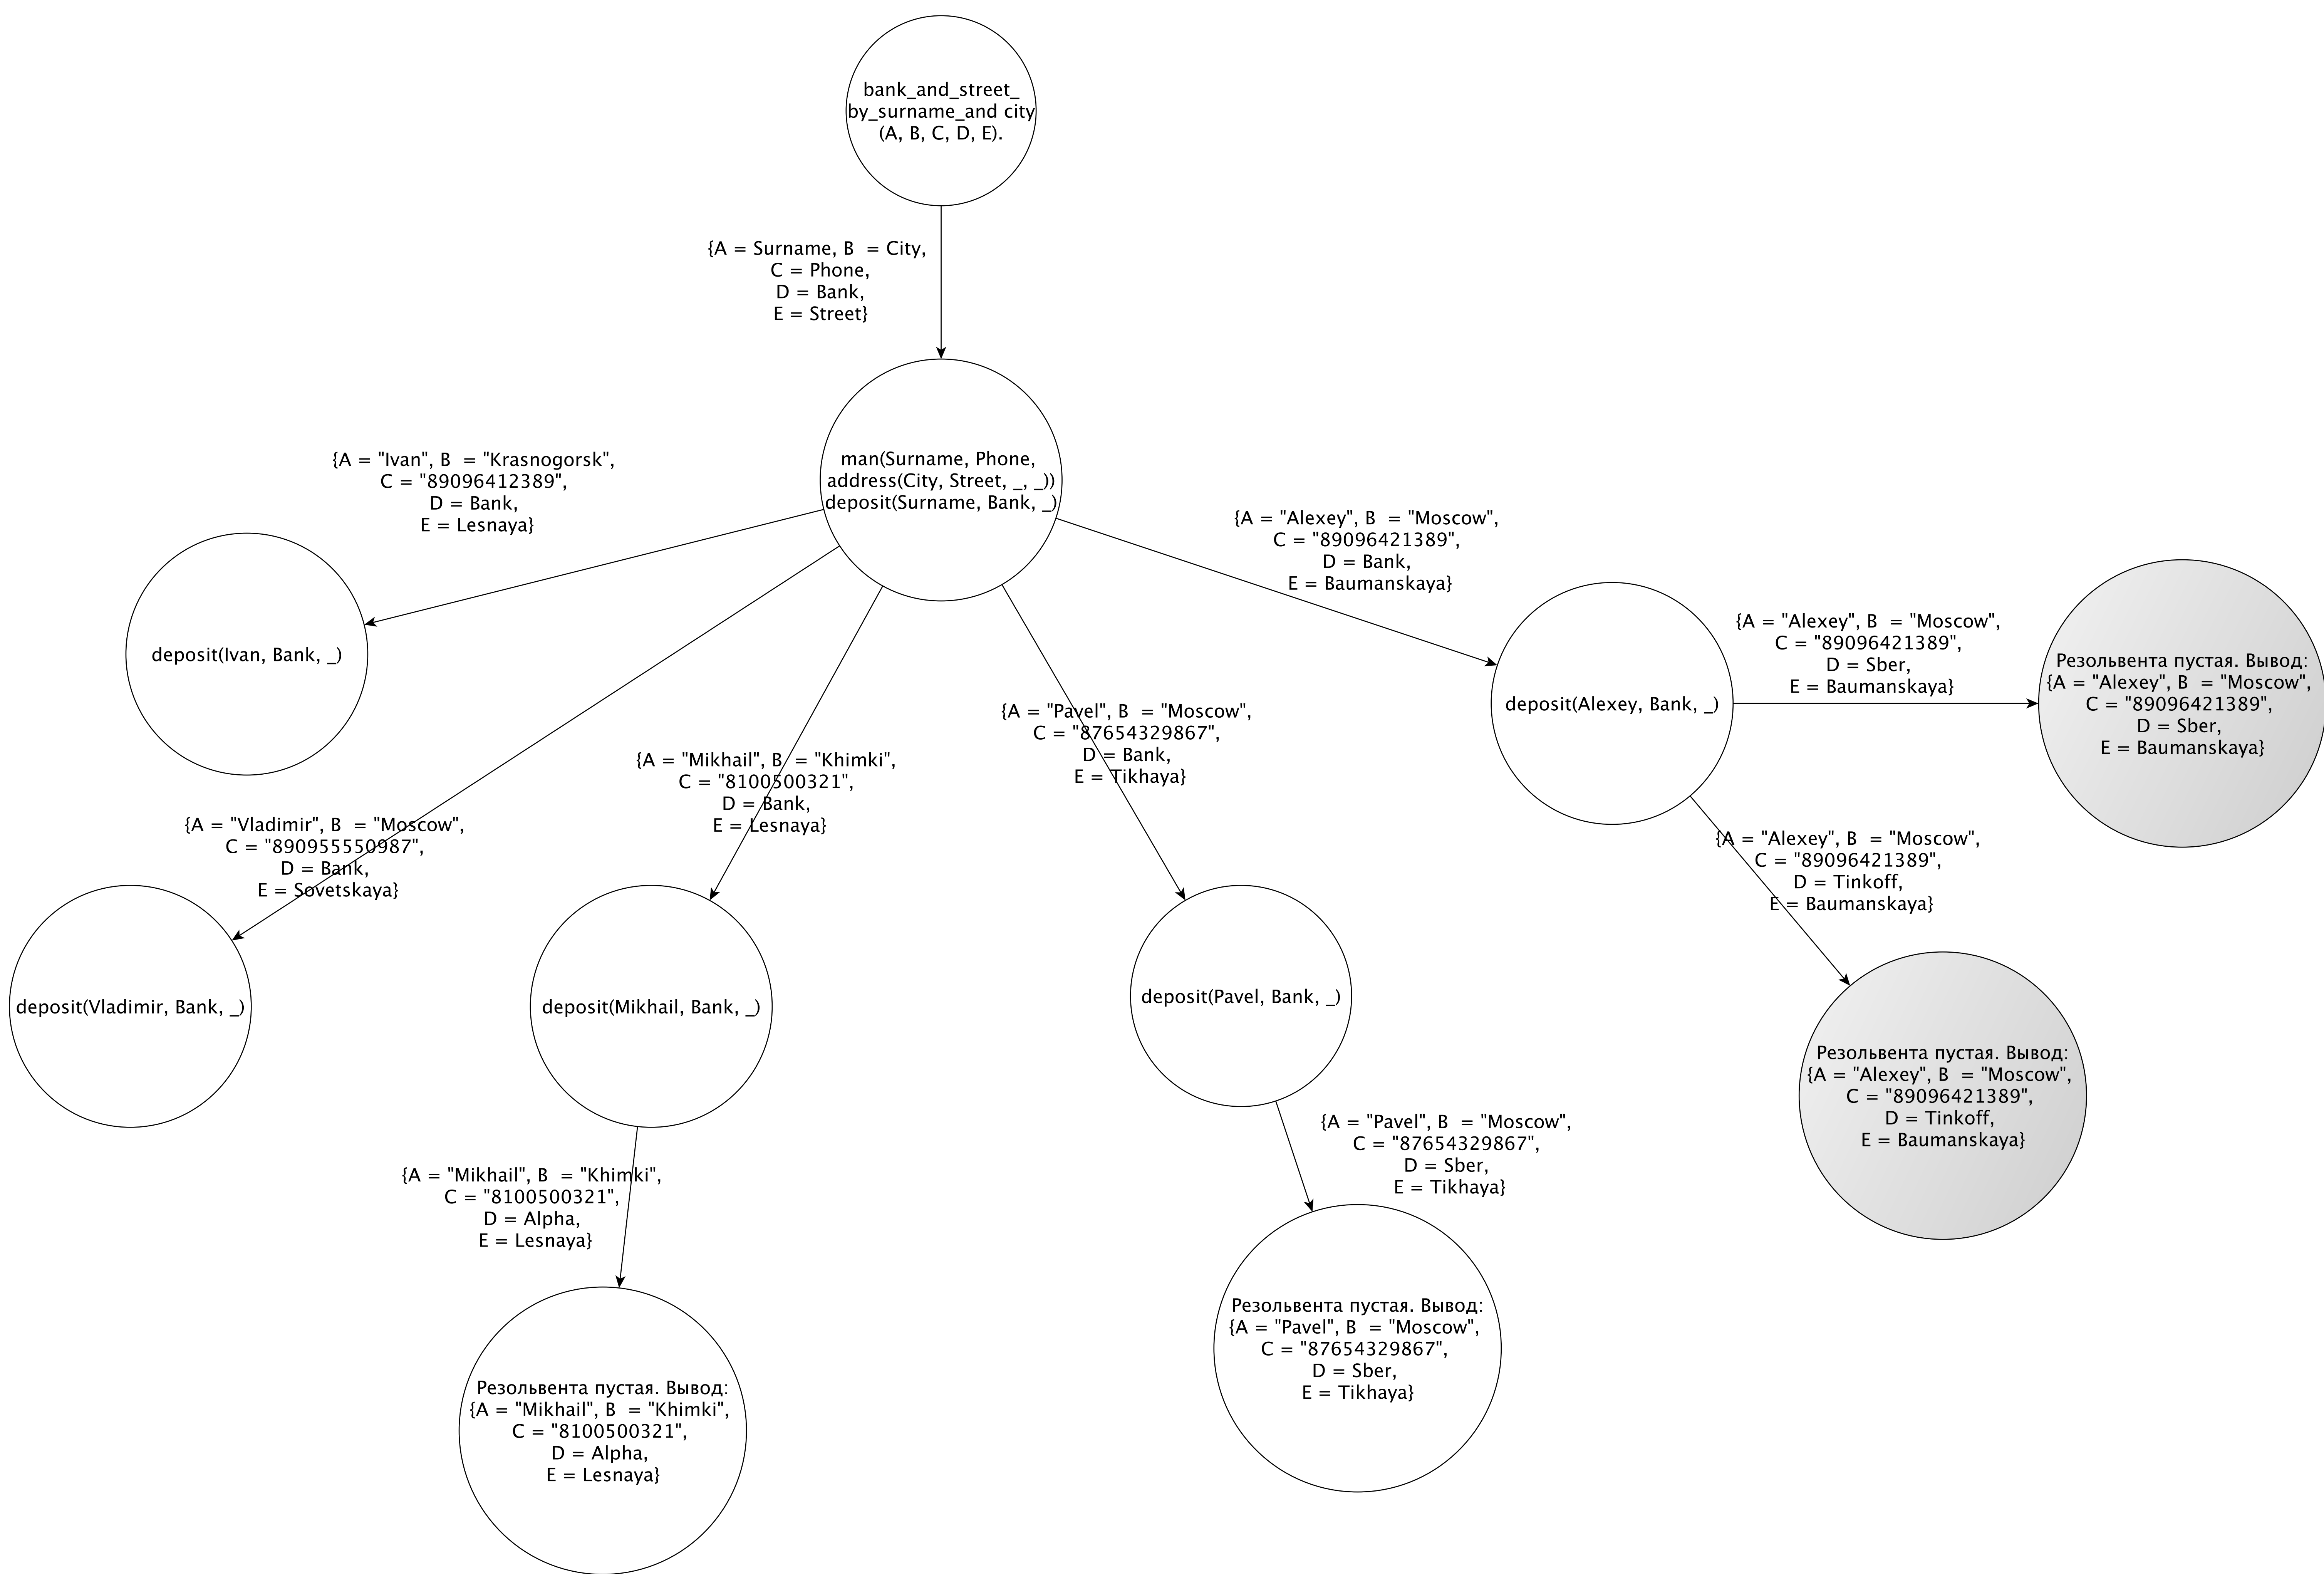 bank_and_street_
by_surname_and city
(A, B, C, D, E).
{A = Surname, B  = City,
C = Phone,
D = Bank,
E = Street}
man(Surname, Phone,
address(City, Street, _, _))
deposit(Surname, Bank, _)
{A = "Ivan", B  = "Krasnogorsk",
C = "89096412389",
D = Bank,
E = Lesnaya}
deposit(Ivan, Bank, _)
{A = "Vladimir", B  = "Moscow",
C = "890955550987",
D = Bank,
E = Sovetskaya}
deposit(Vladimir, Bank, _)
{A = "Mikhail", B  = "Khimki",
C = "8100500321",
D = Bank,
E = Lesnaya}
deposit(Mikhail, Bank, _)
{A = "Mikhail", B  = "Khimki",
C = "8100500321",
D = Alpha,
E = Lesnaya}
Резольвента пустая. Вывод:
{A = "Mikhail", B  = "Khimki",
C = "8100500321",
D = Alpha,
E = Lesnaya}
{A = "Pavel", B  = "Moscow",
C = "87654329867",
D = Bank,
E = Tikhaya}
deposit(Pavel, Bank, _)
{A = "Pavel", B  = "Moscow",
C = "87654329867",
D = Sber,
E = Tikhaya}
Резольвента пустая. Вывод:
{A = "Pavel", B  = "Moscow",
C = "87654329867",
D = Sber,
E = Tikhaya}
{A = "Alexey", B  = "Moscow",
C = "89096421389",
D = Bank,
E = Baumanskaya}
deposit(Alexey, Bank, _)
{A = "Alexey", B  = "Moscow",
C = "89096421389",
D = Sber,
E = Baumanskaya}
Резольвента пустая. Вывод:
{A = "Alexey", B  = "Moscow",
C = "89096421389",
D = Sber,
E = Baumanskaya}
{A = "Alexey", B  = "Moscow",
C = "89096421389",
D = Tinkoff,
E = Baumanskaya}
Резольвента пустая. Вывод:
{A = "Alexey", B  = "Moscow",
C = "89096421389",
D = Tinkoff,
E = Baumanskaya}